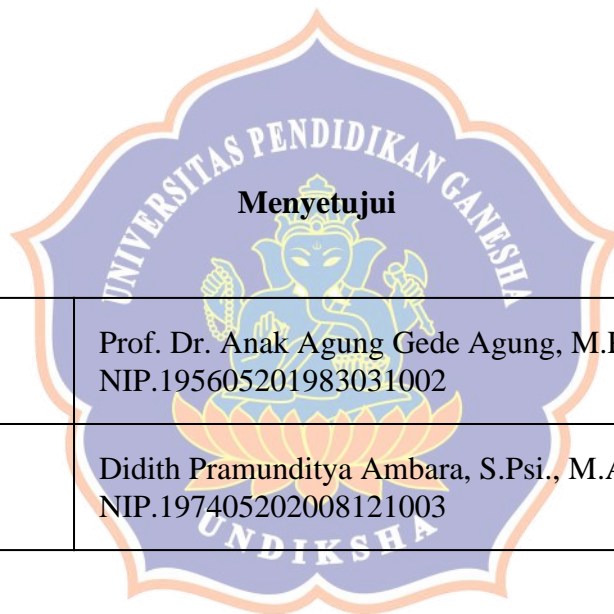 UNIVERSITAS PENDIDIKAN GANESHA
Menyetujui
Prof. Dr. Anak Agung Gede Agung,
NIP.195605201983031002
Didith Pramunditya Ambara, S.Psi.,
NIP.197405202008121003
UNDIKSHA